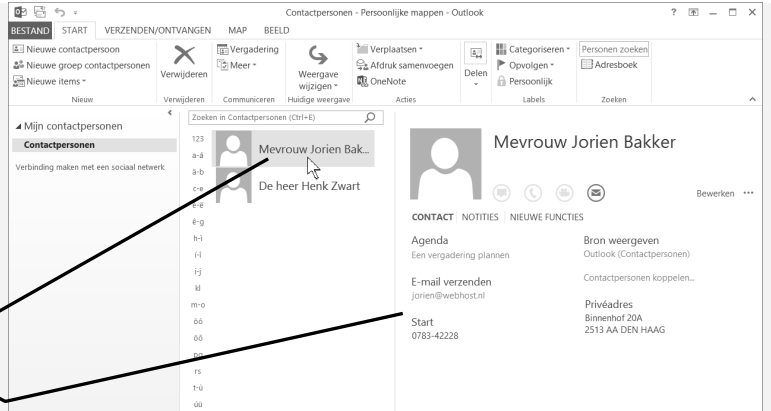 Contactpersonen - Persoonlijke mappen - Outlook
BESTAND START VERZENDEN/ONTVANGEN MAP BEELD
Nieuwe contactpersoon
Nieuwe groep contactpersonen
Nieuwe items
Nieuw
Verwijderen
Verwijderen
Vergadering
Meer
Communiceren
Weergave
wijzigen
Huidige weergave
Verplaatsen
Afdruk samenvoegen
OneNote
Acties
Delen
Categoriseren
Opvolgen
Persoonlijk
Labels
Personen zoeken
Adresboek
Zoeken
Mijn contactpersonen
Contactpersonen
Verbinding maken met een sociaal netwerk
Zoeken in Contactpersonen (Ctrl+E)
123
a-á
ä-b
c-e
ê-g
h-ì
í-î
ï-j
kl
m-o
óò
ôö
rs
t-ù
úü
Mevrouw Jorien Bak...
De heer Henk Zwart
Mevrouw Jorien Bakker
Bewerken
CONTACT NOTITIES NIEUWE FUNCTIES
Agenda
Een vergadering plannen
E-mail verzenden
jorien@webhost.nl
Start
0783-42228
Bron weergeven
Outlook (Contactpersonen)
Contactpersonen koppelen...
Privéadres
Binnenhof 20A
2513 AA DEN HAAG